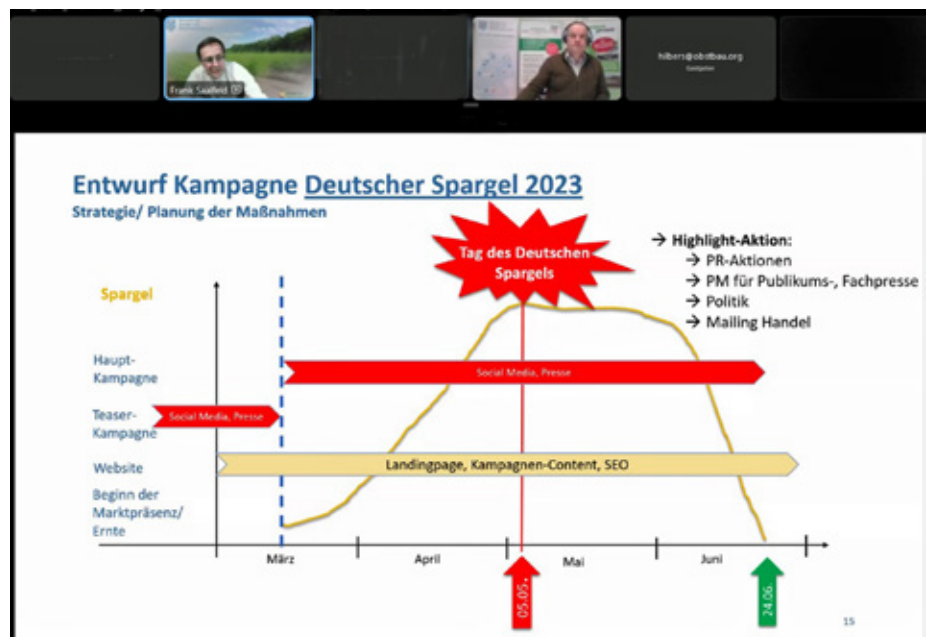 Frank Saalfeld
hilbers@obstbau.org
Gastgeber
Entwurf Kampagne Deutscher Spargel 2023
Strategie/ Planung der Maßnahmen
Tag des Deutschen
Spargels
→ Highlight-Aktion:
→ PR-Aktionen
→ PM für Publikums-, Fachpresse
→ Politik
→ Mailing Handel
Spargel
Haupt-
Kampagne
Social Media, Presse
Teaser-
Kampagne
Social Media, Presse
Website
Landingpage, Kampagnen-Content, SEO
Beginn der
Marktpräsenz/
Ernte
März
April
Mai
Juni
05.05.
24.06.
15